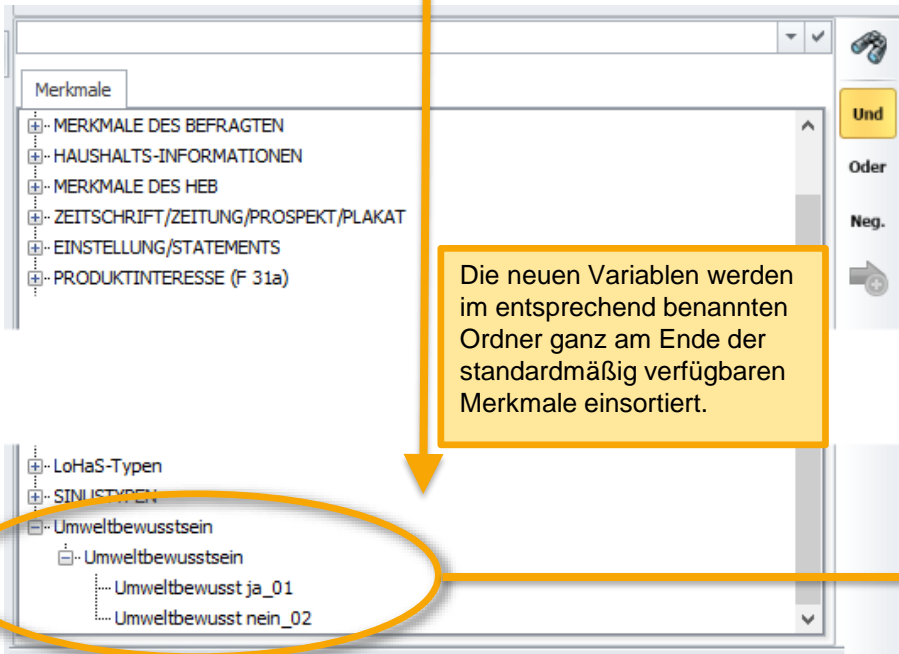 Merkmale
MERKMALE DES BEFRAGTEN
HAUSHALTS-INFORMATIONEN
MERKMALE DES HEB
ZEITSCHRIFT/ZEITUNG/PROSPEKT/PLAKAT
EINSTELLUNG/STATEMENTS
PRODUKTINTERESSE (F 31a)
Und
Oder
Neg.
Die neuen Variablen werden
im entsprechend benannten
Ordner ganz am Ende der
standardmäßig verfügbaren
Merkmale einsortiert.
LoHaS-Typen
SINUSTYPEN
Umweltbewusstsein
Umweltbewusstsein
Umweltbewusst ja_01
Umweltbewusst nein_02